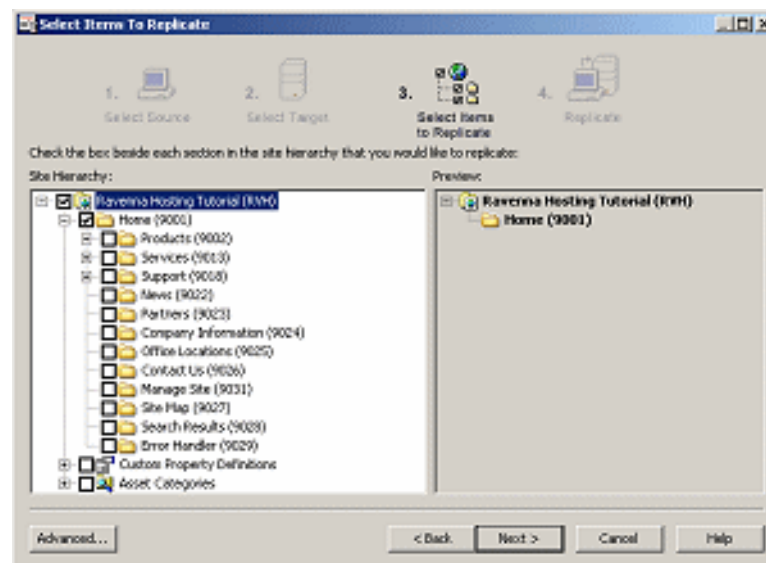 Select Items To Replicate
1.
2.
3.
4.
Select Source
Select Target
Select Items
to Replicate
Replicate
Check the box beside each section in the site hierarchy that you would like to replicate:
Site Hierarchy:
Preview:
Ravenna Hosting Tutorial (RVH)
Home (9001)
Products (9002)
Services (9013)
Support (9018)
News (9022)
Partners (9023)
Company Information (9024)
Office Locations (9025)
Contact Us (9026)
Manage Site (9031)
Site Map (9027)
Search Results (9028)
Error Handler (9029)
Custom Property Definitions
Asset Categories
Ravenna Hosting Tutorial (RVH)
Home (9001)
Advanced...
< Back
Next >
Cancel
Help